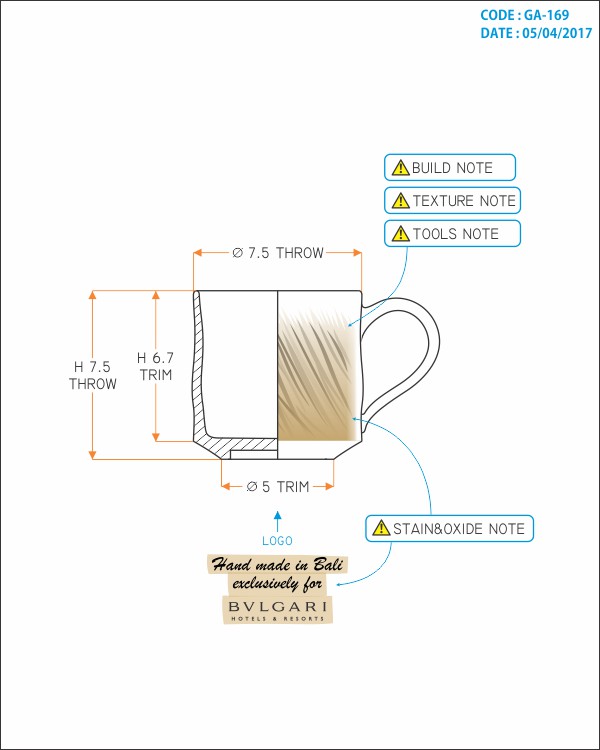 CODE : GA-169
DATE : 05/04/2017
BUILD NOTE
TEXTURE NOTE
TOOLS NOTE
Ø 7.5 THROW
H 7.5
THROW
H 6.7
TRIM
Ø 5 TRIM
STAIN&OXIDE NOTE
LOGO
Hand made in Bali
exclusively for
BVLGARI
HOTELS & RESORTS